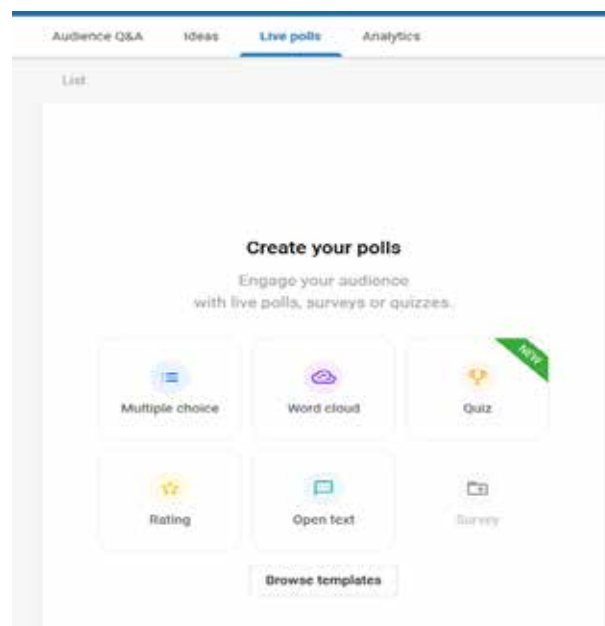 Audience Q&A Ideas Live polls Analytics
List
Create your polls
Engage your audience
with live polls, surveys or quizzes.
NEW
Multiple choice Word cloud Quiz
Rating Open text Survey
Browse templates